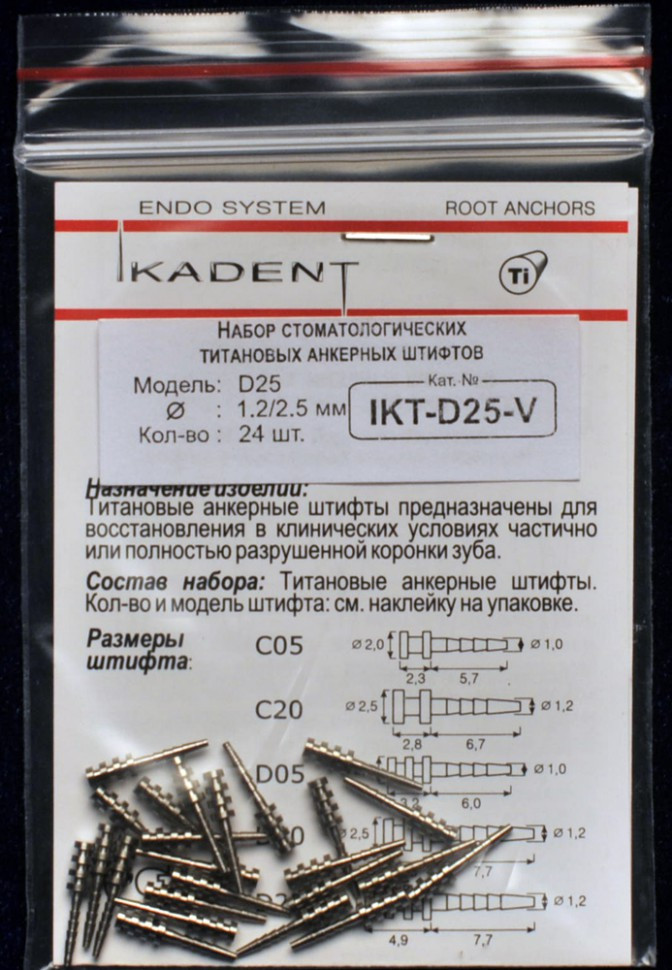 ENDO SYSTEM ROOT ANCHORS
IKADENT Ti
НАБОР СТОМАТОЛОГИЧЕСКИХ
ТИТАНОВЫХ АНКЕРНЫХ ШТИФТОВ
Модель: D25 Кат. №
Ø : 1.2/2.5 мм IKT-D25-V
Кол-во : 24 шт.
Назначение изделий:
Титановые анкерные штифты предназначены для
восстановления в клинических условиях частично
или полностью разрушенной коронки зуба.
Состав набора: Титановые анкерные штифты.
Кол-во и модель штифта: см. наклейку на упаковке.
Размеры
штифта:
C05 Ø 2,0 Ø 1,0
2,3 5,7
C20 Ø 2,5 Ø 1,2
2,8 6,7
D05 Ø 1,0
3,2 6,0
2,5 Ø 1,2
7,7
Ø 1,2
4,9 7,7